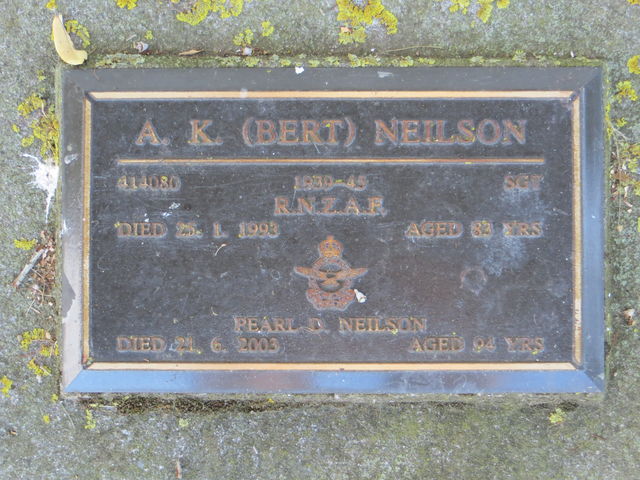 A. K. (BERT) NEILSON
414080 1939-45 SGT
R.N.Z.A.F.
DIED 25. 1. 1993 AGED 83 YRS
PEARL D. NEILSON
DIED 21. 6. 2003 AGED 94 YRS